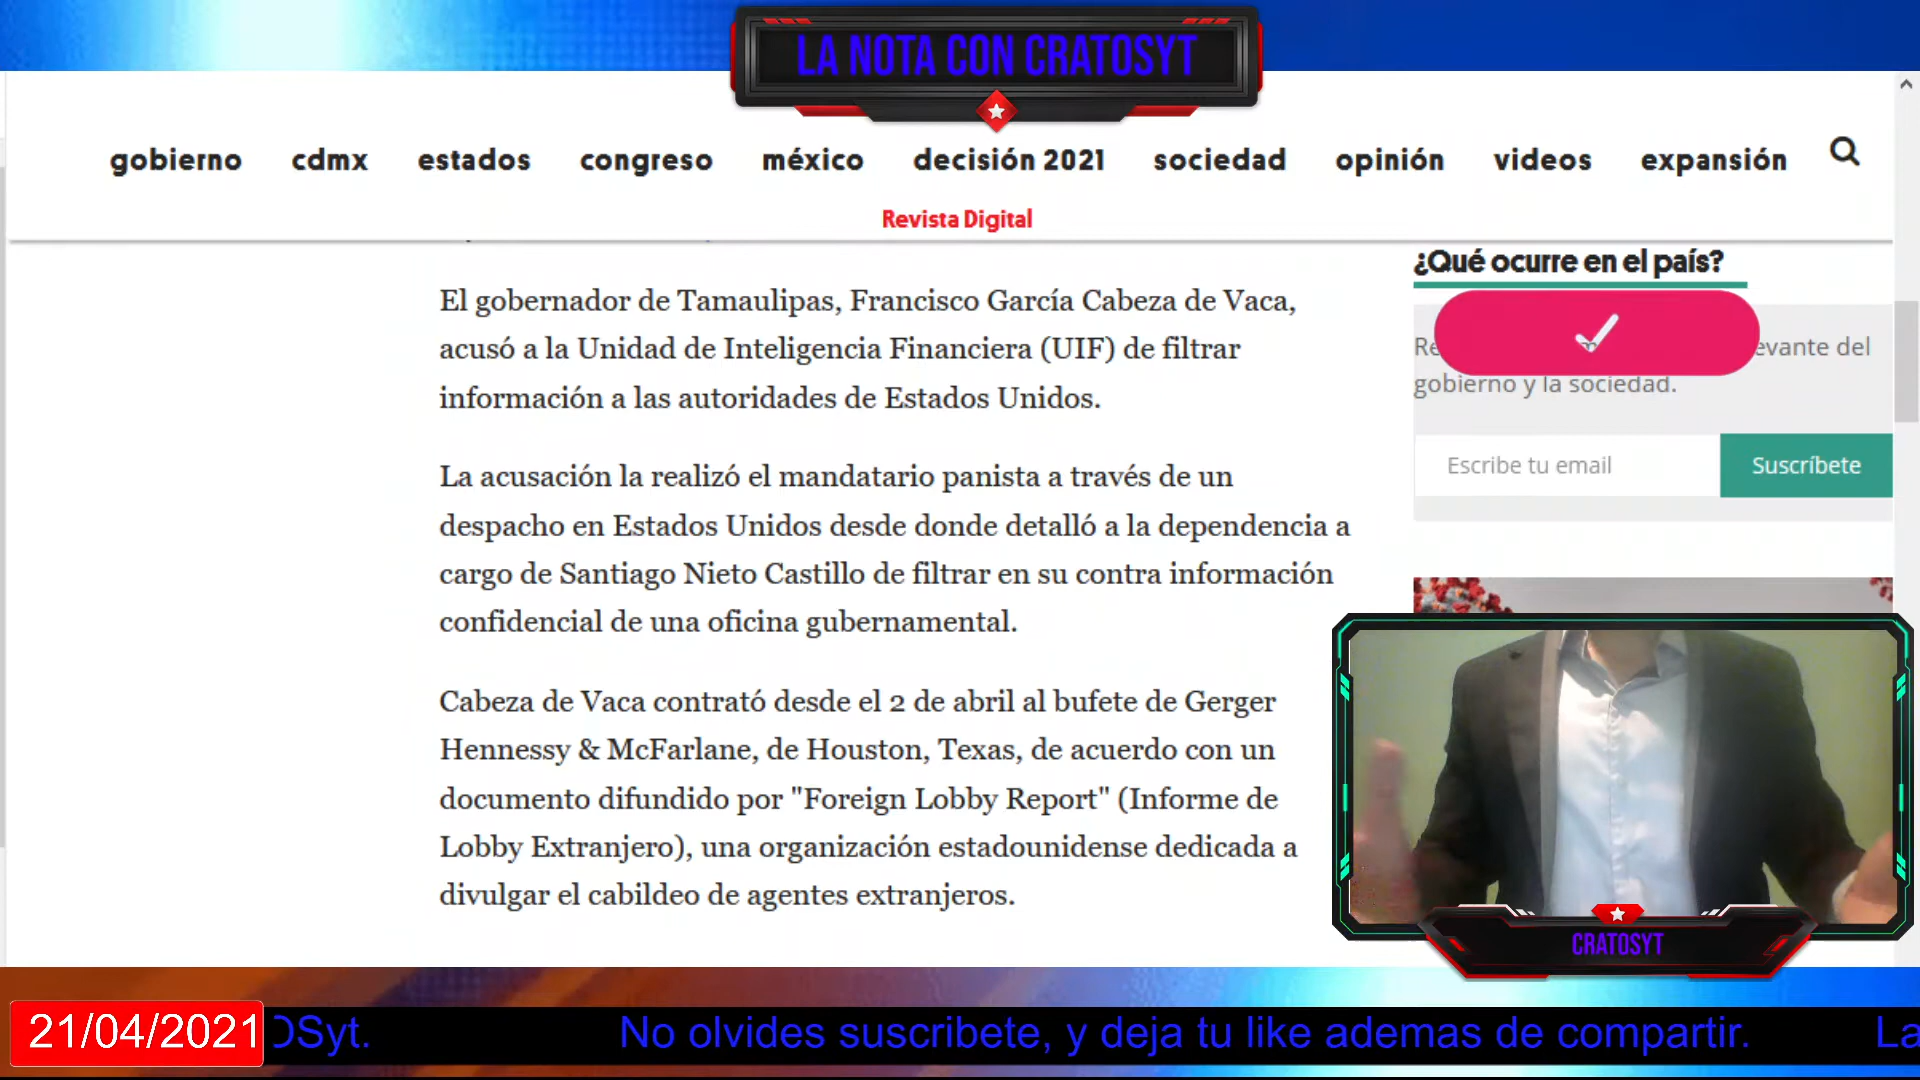 LA NOTA CON CRATOSYT
gobierno cdmx estados congreso méxico decisión 2021 sociedad opinión videos expansión
Revista Digital
El gobernador de Tamaulipas, Francisco García Cabeza de Vaca,
acusó a la Unidad de Inteligencia Financiera (UIF) de filtrar
información a las autoridades de Estados Unidos.
La acusación la realizó el mandatario panista a través de un
despacho en Estados Unidos desde donde detalló a la dependencia a
cargo de Santiago Nieto Castillo de filtrar en su contra información
confidencial de una oficina gubernamental.
Cabeza de Vaca contrató desde el 2 de abril al bufete de Gerger
Hennessy & McFarlane, de Houston, Texas, de acuerdo con un
documento difundido por "Foreign Lobby Report" (Informe de
Lobby Extranjero), una organización estadounidense dedicada a
divulgar el cabildeo de agentes extranjeros.
¿Qué ocurre en el país?
evante del
gobierno y la sociedad.
Escribe tu email
Suscríbete
CRATOSYT
21/04/2021
OSyt. No olvides suscribete, y deja tu like ademas de compartir. La